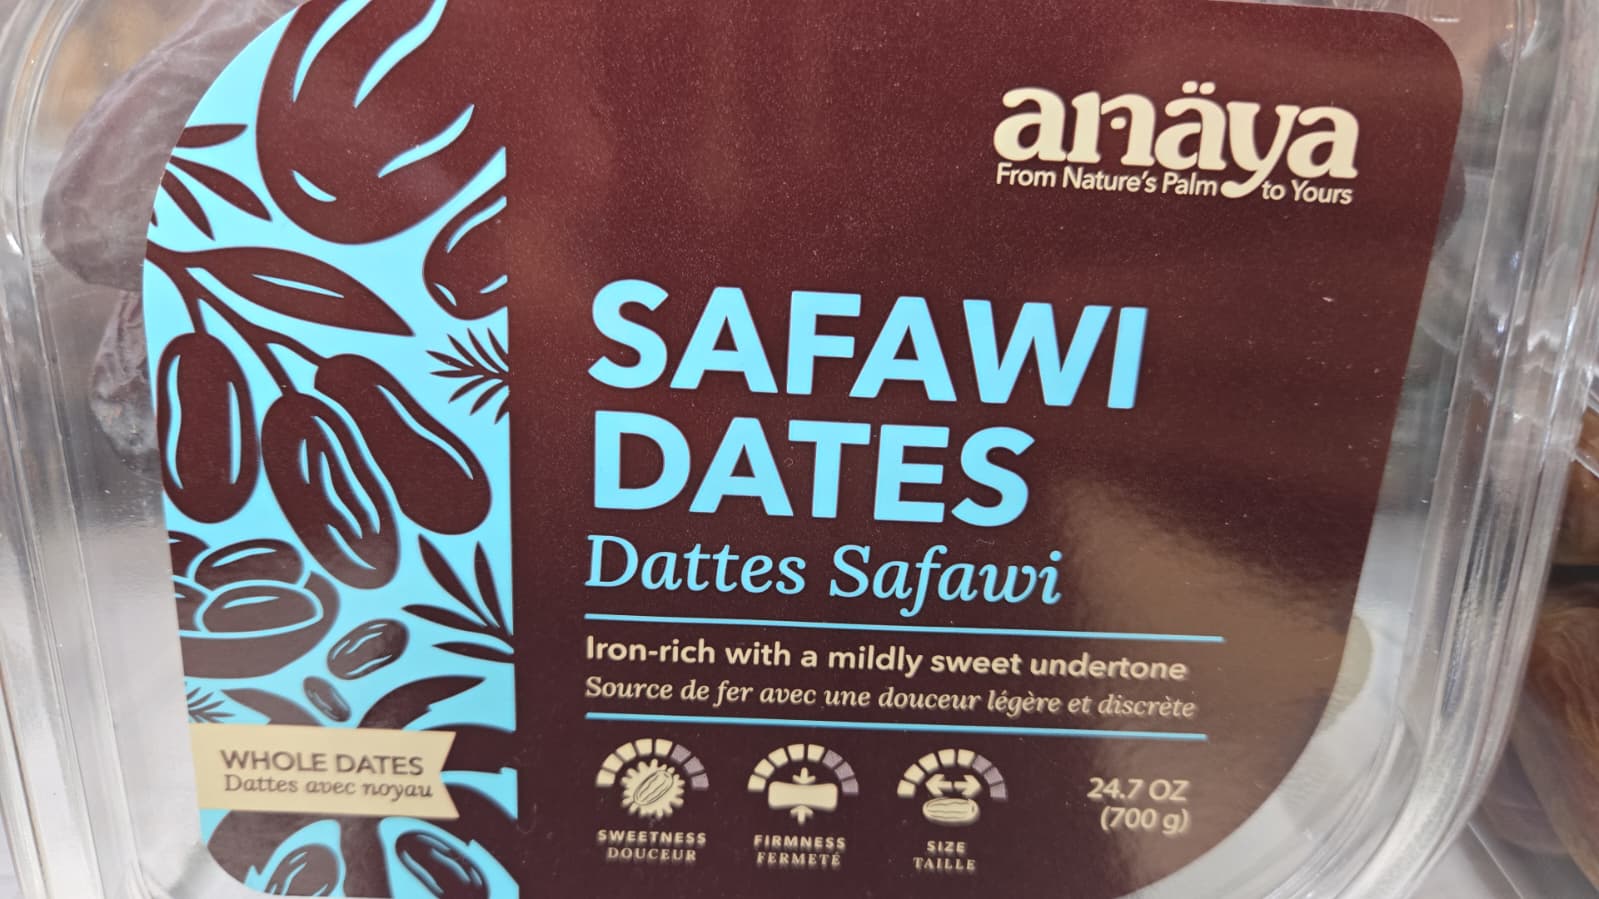 anäya
From Nature's Palm to Yours
SAFAWI
DATES
Dattes Safawi
Iron-rich with a mildly sweet undertone
Source de fer avec une douceur légère et discrète
WHOLE DATES
Dattes avec noyau
SWEETNESS
DOUCEUR
FIRMNESS
FERMETÉ
SIZE
TAILLE
24.7 OZ
(700 g)